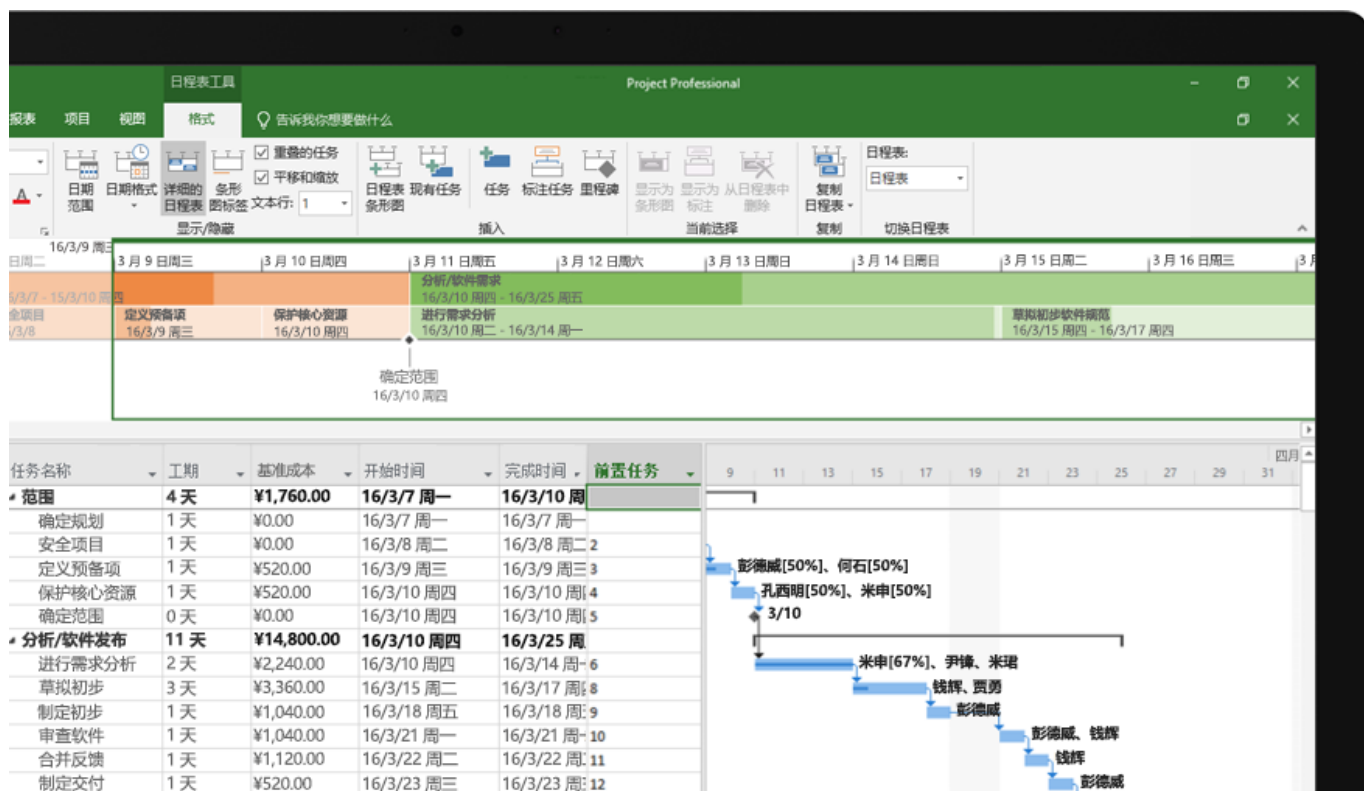 日程表工具
Project Professional
报表 项目 视图 格式 告诉我你想要做什么
重叠的任务
平移和缩放
文本行: 1
A
日期范围 日期格式 详细的日程表 条形图标签
显示/隐藏
日程表条形图 现有任务 任务 标注任务 里程碑
插入
显示为条形图 显示为标注 从日程表中删除
当前选择
复制日程表
复制
日程表:
日程表
切换日程表
16/3/9 周三
日周二 3月9日周三 3月10日周四 3月11日周五 3月12日周六 3月13日周日 3月14日周日 3月15日周二 3月16日周三 3月
分析/软件需求
6/3/7 - 15/3/10 周四 16/3/10 周四 - 16/3/25 周五
全项目 定义预备项 保护核心资源 进行需求分析 草拟初步软件规范
/3/8 16/3/9 周三 16/3/10 周四 16/3/10 周二 - 16/3/14 周一 16/3/15 周四 - 16/3/17 周四
确定范围
16/3/10 周四
四月
任务名称 工期 基准成本 开始时间 完成时间 前置任务 9 11 13 15 17 19 21 23 25 27 29 31
范围 4天 ¥1,760.00 16/3/7 周一 16/3/10 周
确定规划 1天 ¥0.00 16/3/7 周一 16/3/7 周一
安全项目 1天 ¥0.00 16/3/8 周二 16/3/8 周二 2
定义预备项 1天 ¥520.00 16/3/9 周三 16/3/9 周三 3 彭德威[50%]、何石[50%]
保护核心资源 1天 ¥520.00 16/3/10 周四 16/3/10 周 4 孔西明[50%]、米申[50%]
确定范围 0天 ¥0.00 16/3/10 周四 16/3/10 周 5 3/10
分析/软件发布 11天 ¥14,800.00 16/3/10 周四 16/3/25 周
进行需求分析 2天 ¥2,240.00 16/3/10 周四 16/3/14 周一 6 米申[67%]、尹锋、米珺
草拟初步 3天 ¥3,360.00 16/3/15 周二 16/3/17 周 8 钱辉、贾勇
制定初步 1天 ¥1,040.00 16/3/18 周五 16/3/18 周 9 彭德威
审查软件 1天 ¥1,040.00 16/3/21 周一 16/3/21 周一 10 彭德威、钱辉
合并反馈 1天 ¥1,120.00 16/3/22 周二 16/3/22 周 11 钱辉
制定交付 1天 ¥520.00 16/3/23 周三 16/3/23 周 12 彭德威